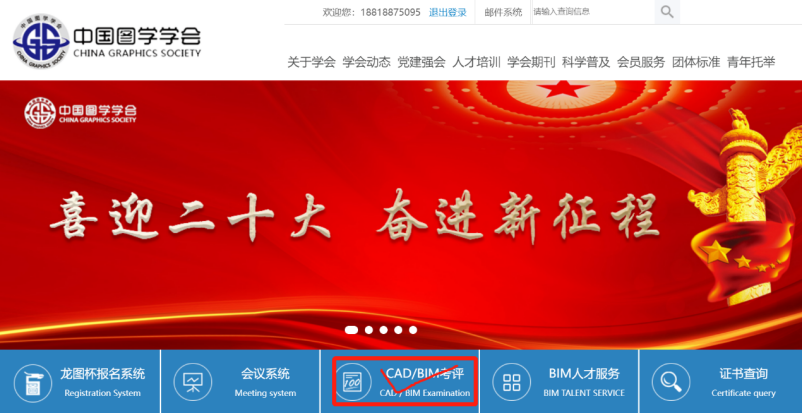 中国图学学会
CHINA GRAPHICS SOCIETY
欢迎您：18818875095 退出登录 邮件系统 请输入查询信息
关于学会 学会动态 党建强会 人才培训 学会期刊 科学普及 会员服务 团体标准 青年托举
中国图学学会
CHINA GRAPHICS SOCIETY
喜迎二十大 奋进新征程
龙图杯报名系统
Registration System
会议系统
Meeting system
100
CAD/BIM考评
CAD / BIM Examination
BIM人才服务
BIM TALENT SERVICE
证书查询
Certificate query